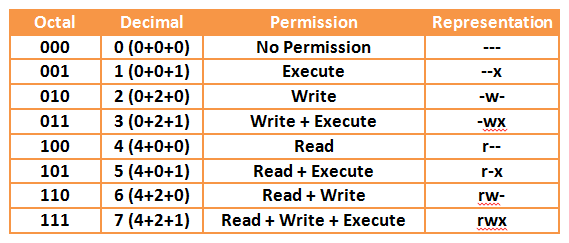 Octal Decimal Permission Representation
000 0 (0+0+0) No Permission ---
001 1 (0+0+1) Execute --x
010 2 (0+2+0) Write -w-
011 3 (0+2+1) Write + Execute -wx
100 4 (4+0+0) Read r--
101 5 (4+0+1) Read + Execute r-x
110 6 (4+2+0) Read + Write rw-
111 7 (4+2+1) Read + Write + Execute rwx